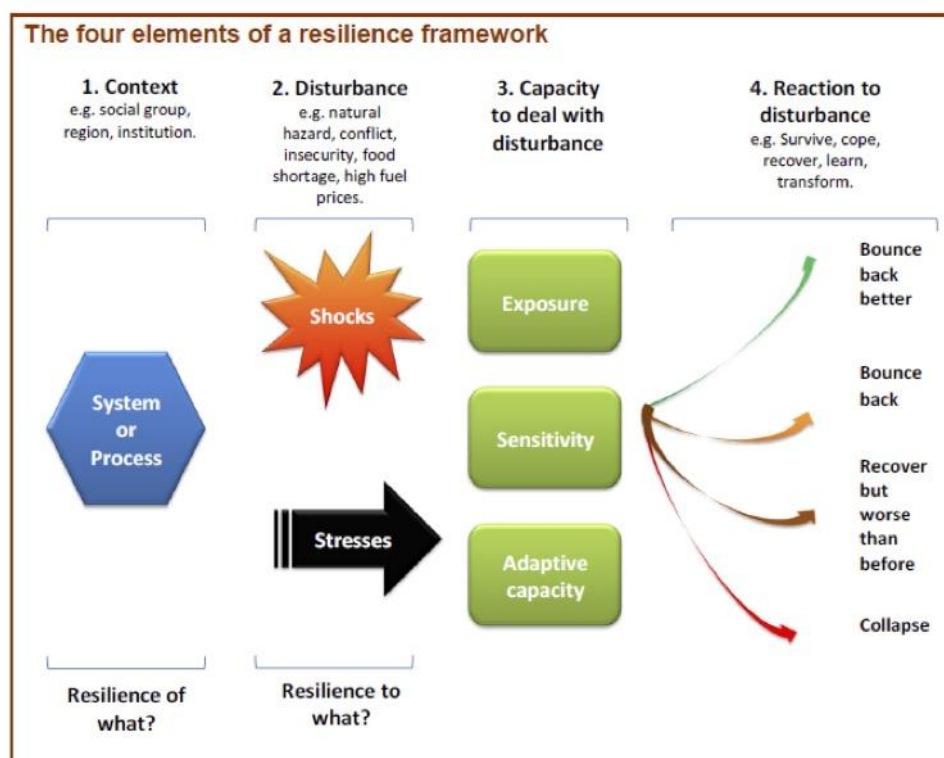 The four elements of a resilience framework
1. Context
e.g. social group,
region, institution.
2. Disturbance
e.g. natural
hazard, conflict,
insecurity, food
shortage, high fuel
prices.
3. Capacity
to deal with
disturbance
4. Reaction to
disturbance
e.g. Survive, cope,
recover, learn,
transform.
System
or
Process
Shocks
Stresses
Exposure
Sensitivity
Adaptive
capacity
Bounce
back
better
Bounce
back
Recover
but
worse
than
before
Collapse
Resilience of
what?
Resilience to
what?